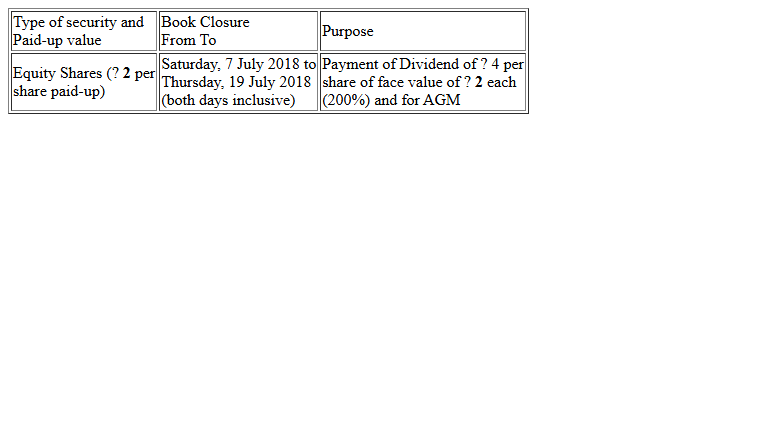 Type of security and
Paid-up value
Book Closure
From To
Purpose
Equity Shares (? 2 per
share paid-up)
Saturday, 7 July 2018 to
Thursday, 19 July 2018
(both days inclusive)
Payment of Dividend of ? 4 per
share of face value of ? 2 each
(200%) and for AGM